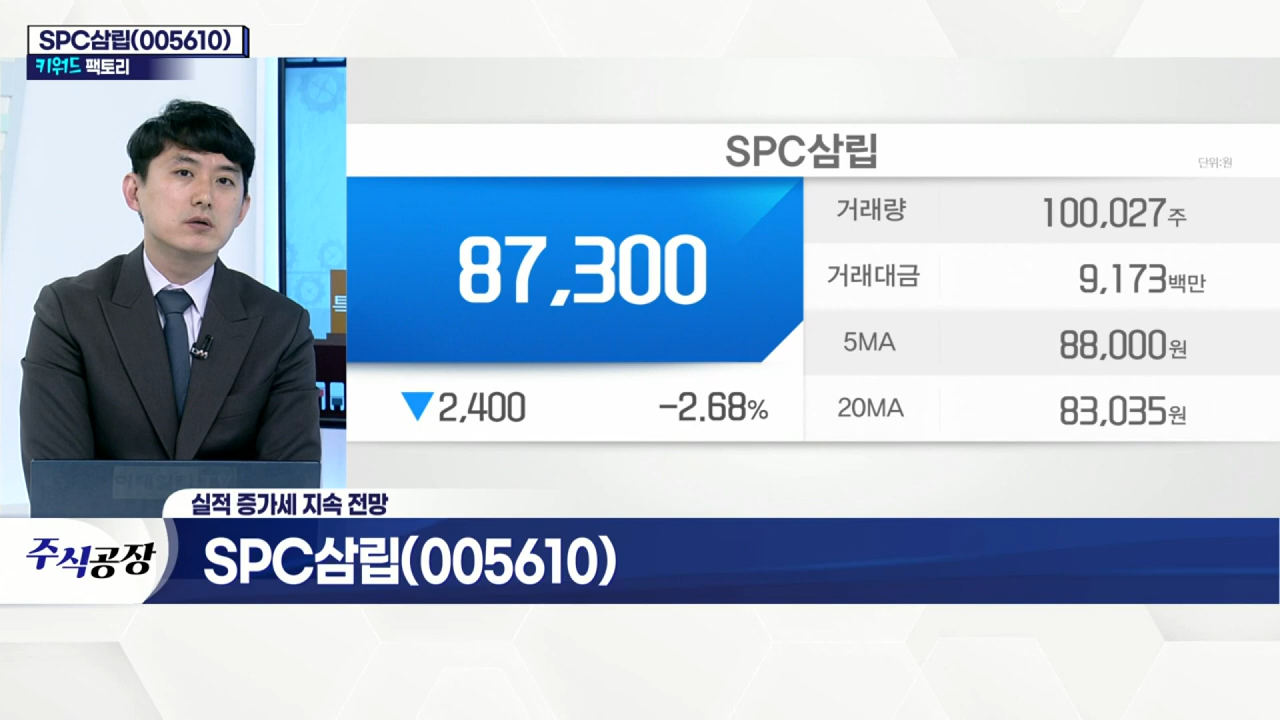 SPC삼립(005610)
키워드 팩토리
SPC삼립
단위:원
87,300
▼2,400 -2.68%
거래량 100,027주
거래대금 9,173백만
5MA 88,000원
20MA 83,035원
특
실적 증가세 지속 전망
주식공장
SPC삼립(005610)